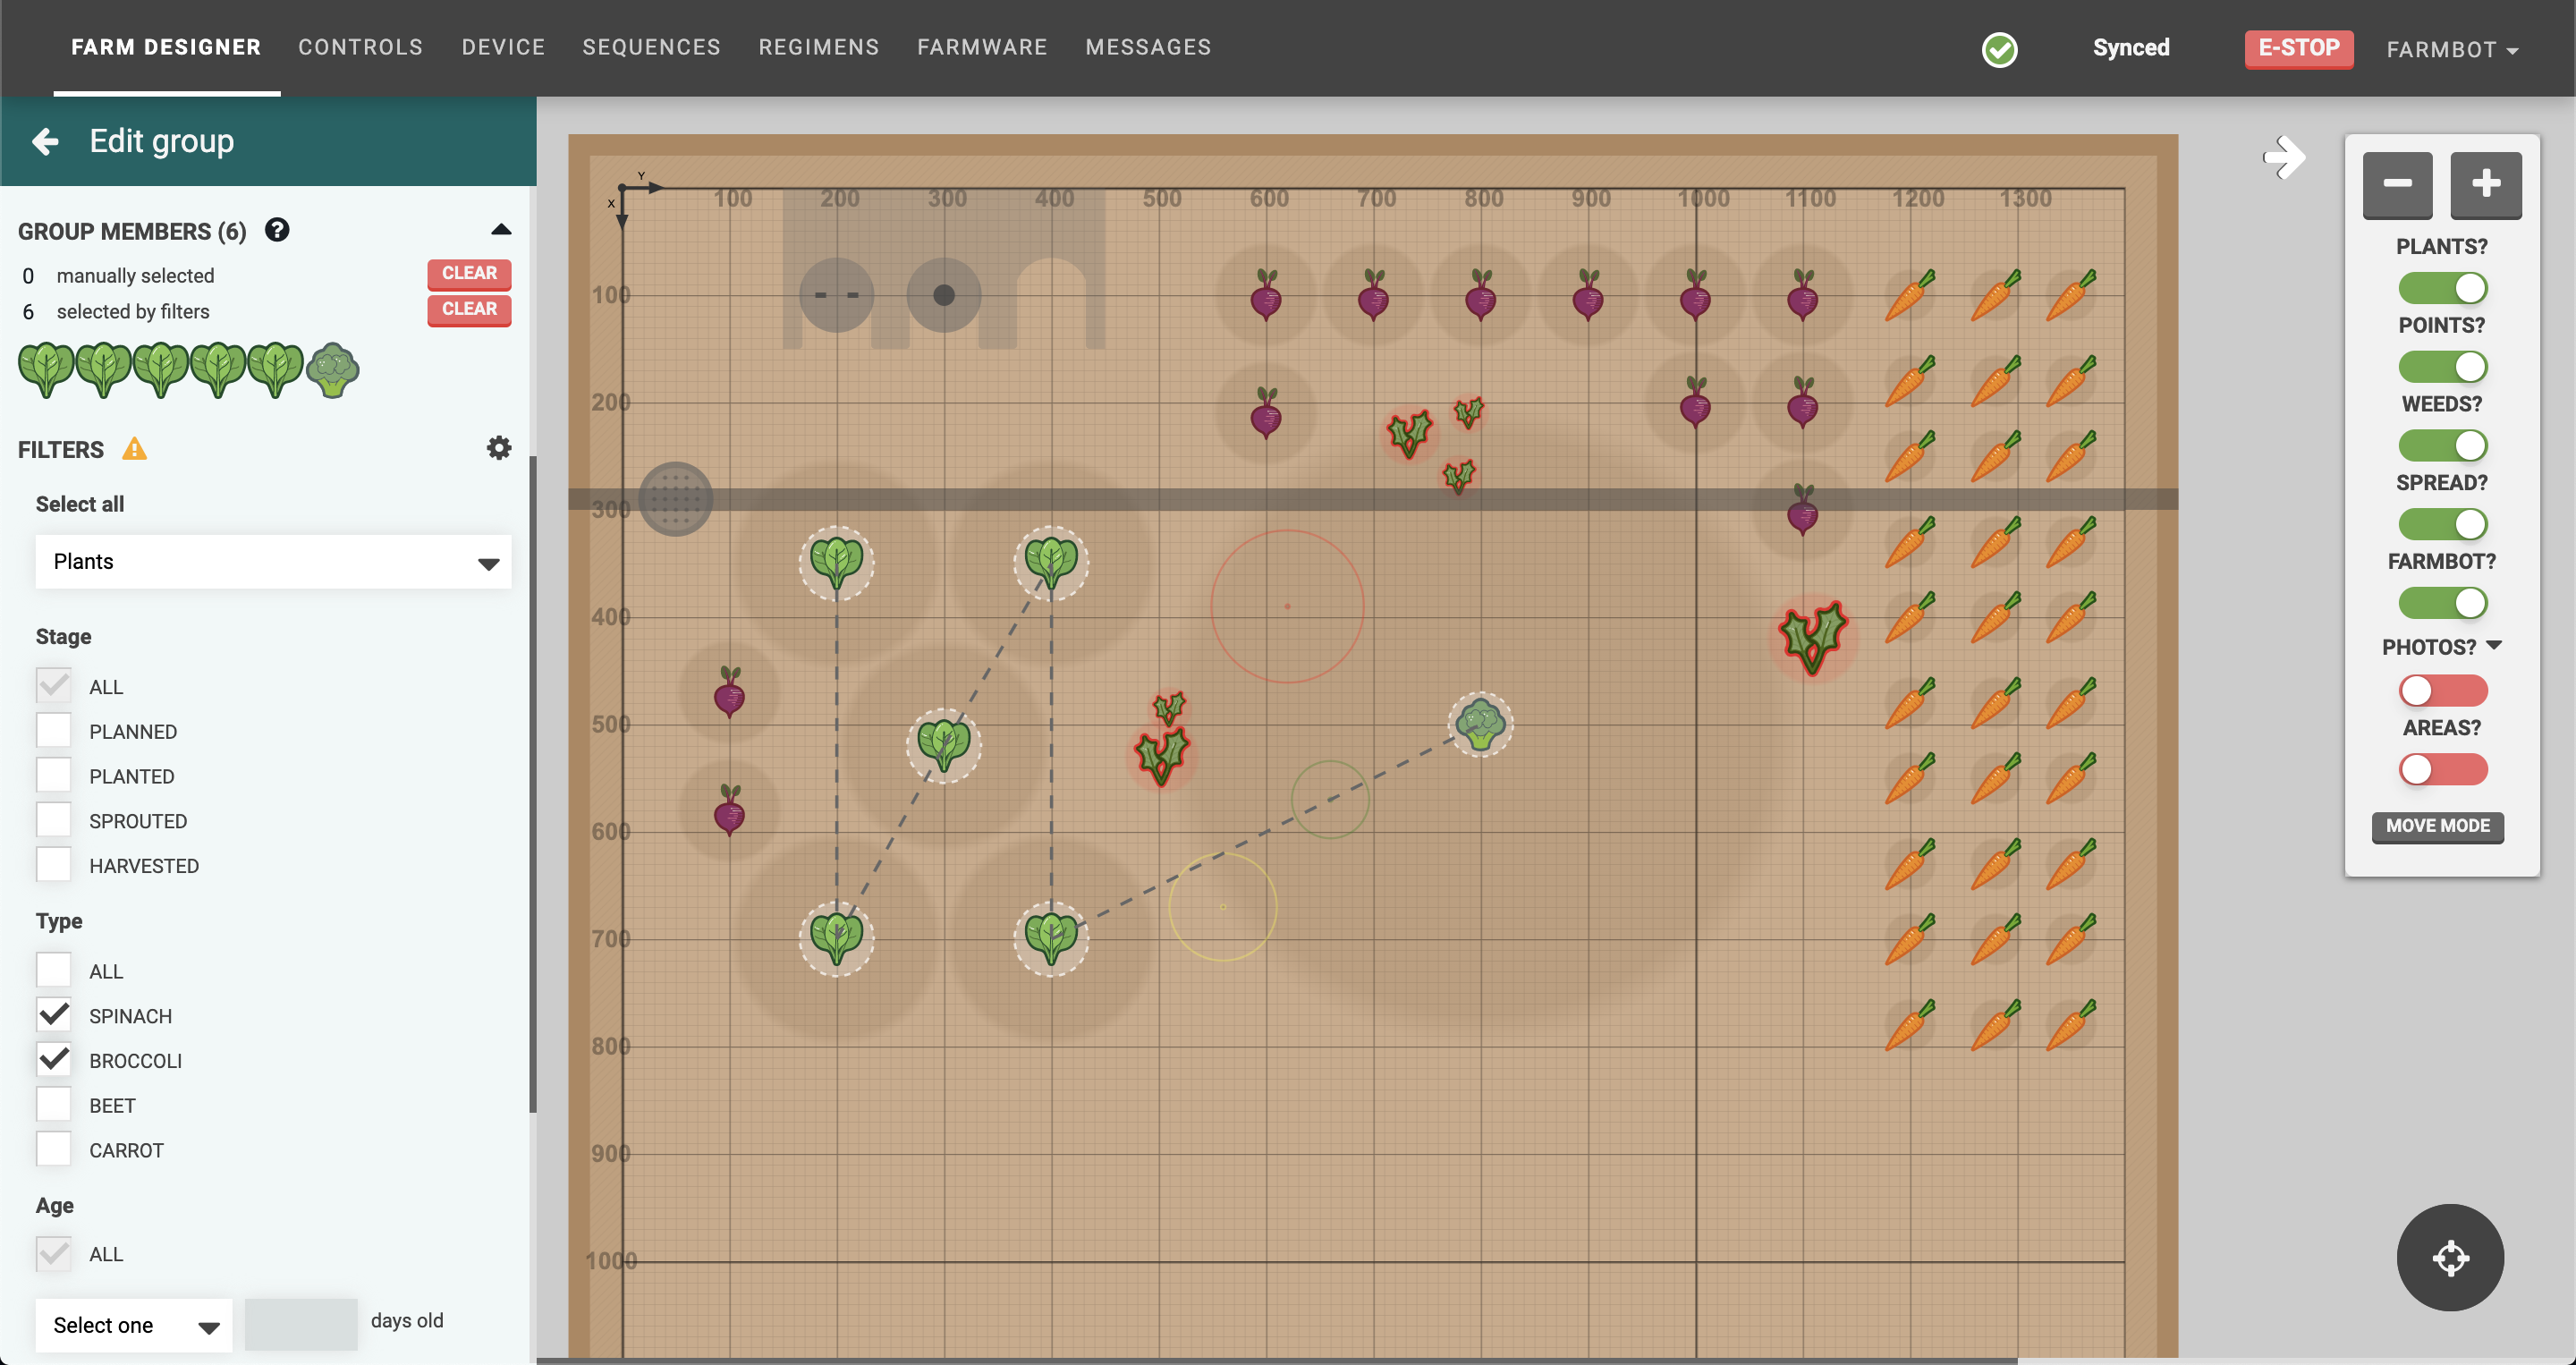 FARM DESIGNER CONTROLS DEVICE SEQUENCES REGIMENS FARMWARE MESSAGES Synced E-STOP FARMBOT
Edit group
GROUP MEMBERS (6) ?
0 manually selected CLEAR
6 selected by filters CLEAR
FILTERS
Select all
Plants
Stage
ALL
PLANNED
PLANTED
SPROUTED
HARVESTED
Type
ALL
SPINACH
BROCCOLI
BEET
CARROT
Age
ALL
Select one days old
Y
X
100 200 300 400 500 600 700 800 900 1000 1100 1200 1300
100
200
300
400
500
600
700
800
900
1000
PLANTS?
POINTS?
WEEDS?
SPREAD?
FARMBOT?
PHOTOS?
AREAS?
MOVE MODE